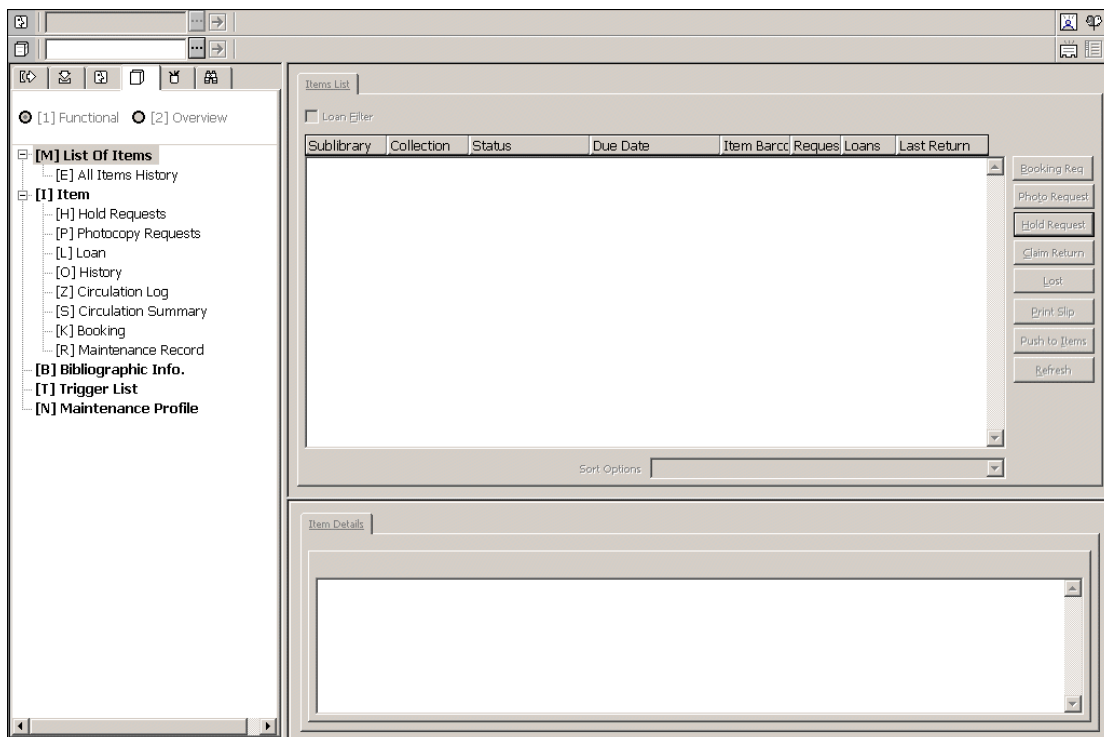 [1] Functional [2] Overview
[M] List Of Items
[E] All Items History
[I] Item
[H] Hold Requests
[P] Photocopy Requests
[L] Loan
[O] History
[Z] Circulation Log
[S] Circulation Summary
[K] Booking
[R] Maintenance Record
[B] Bibliographic Info.
[T] Trigger List
[N] Maintenance Profile
Items List
Loan Filter
Sublibrary Collection Status Due Date Item Barcc Reques Loans Last Return
Booking Req
Photo Request
Hold Request
Claim Return
Lost
Print Slip
Push to Items
Refresh
Sort Options
Item Details